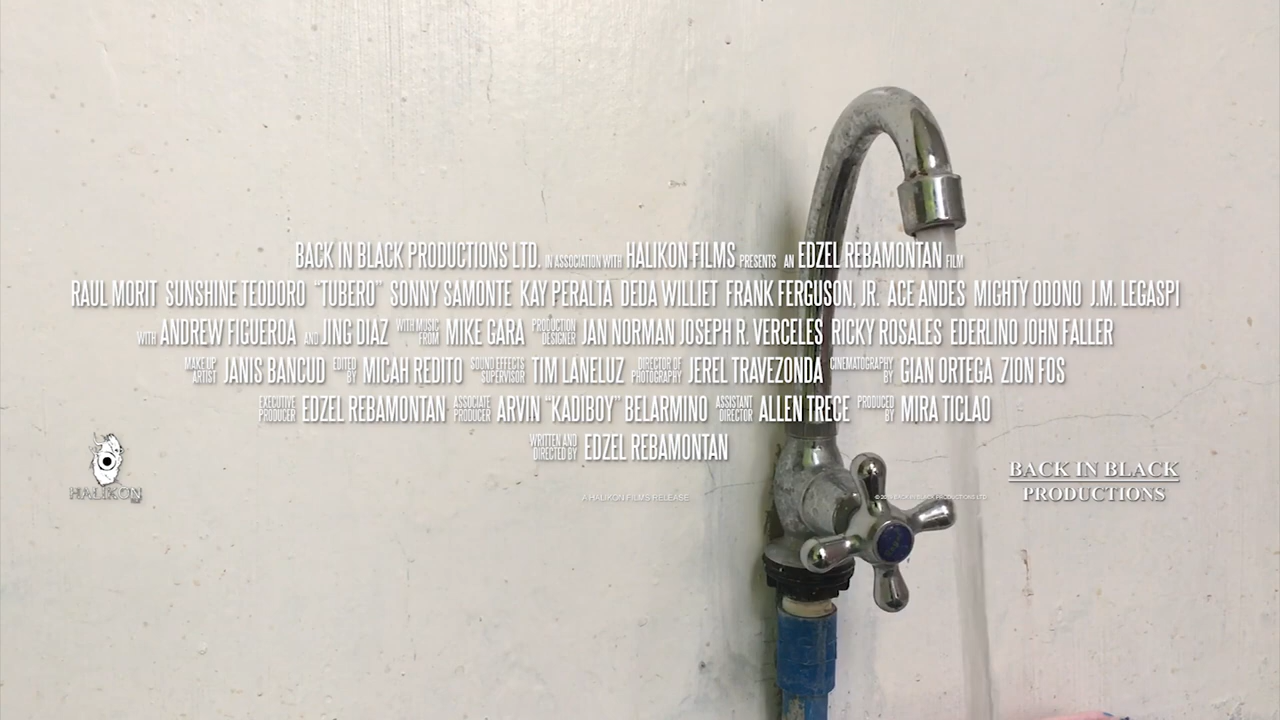 BACK IN BLACK PRODUCTIONS LTD. IN ASSOCIATION WITH HALIKON FILMS PRESENTS AN EDZEL REBAMONTAN FILM
RAUL MORIT SUNSHINE TEODORO “TUBERO” SONNY SAMONTE KAY PERALTA DEDA WILLIET FRANK FERGUSON, JR. ACE ANDES MIGHTY ODONO J.M. LEGASPI
WITH ANDREW FIGUEROA AND JING DIAZ WITH MUSIC FROM MIKE GARA PRODUCTION DESIGNER JAN NORMAN JOSEPH R. VERCELES RICKY ROSALES EDERLINO JOHN FALLER
MAKE UP ARTIST JANIS BANCUD EDITED BY MICAH REDITO SOUND EFFECTS SUPERVISOR TIM LANELUZ DIRECTOR OF PHOTOGRAPHY JEREL TRAVEZONDA CINEMATOGRAPHY BY GIAN ORTEGA ZION FOS
EXECUTIVE PRODUCER EDZEL REBAMONTAN ASSOCIATE PRODUCER ARVIN “KADIBOY” BELARMINO ASSISTANT DIRECTOR ALLEN TRECE PRODUCED BY MIRA TICLAO
WRITTEN AND DIRECTED BY EDZEL REBAMONTAN
HALIKON
BACK IN BLACK
PRODUCTIONS
A HALIKON FILMS RELEASE
BACK IN BLACK PRODUCTIONS LTD